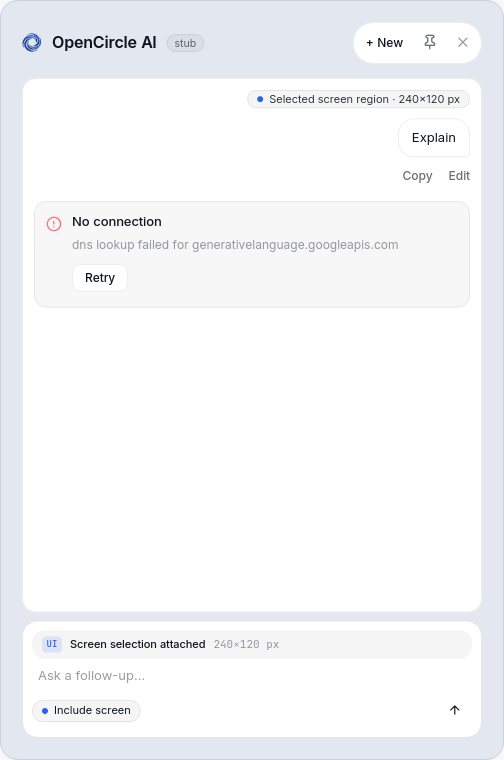 OpenCircle AI stub + New
Selected screen region · 240×120 px
Explain
Copy Edit
No connection
dns lookup failed for generativelanguage.googleapis.com
Retry
UI Screen selection attached 240×120 px
Ask a follow-up...
Include screen